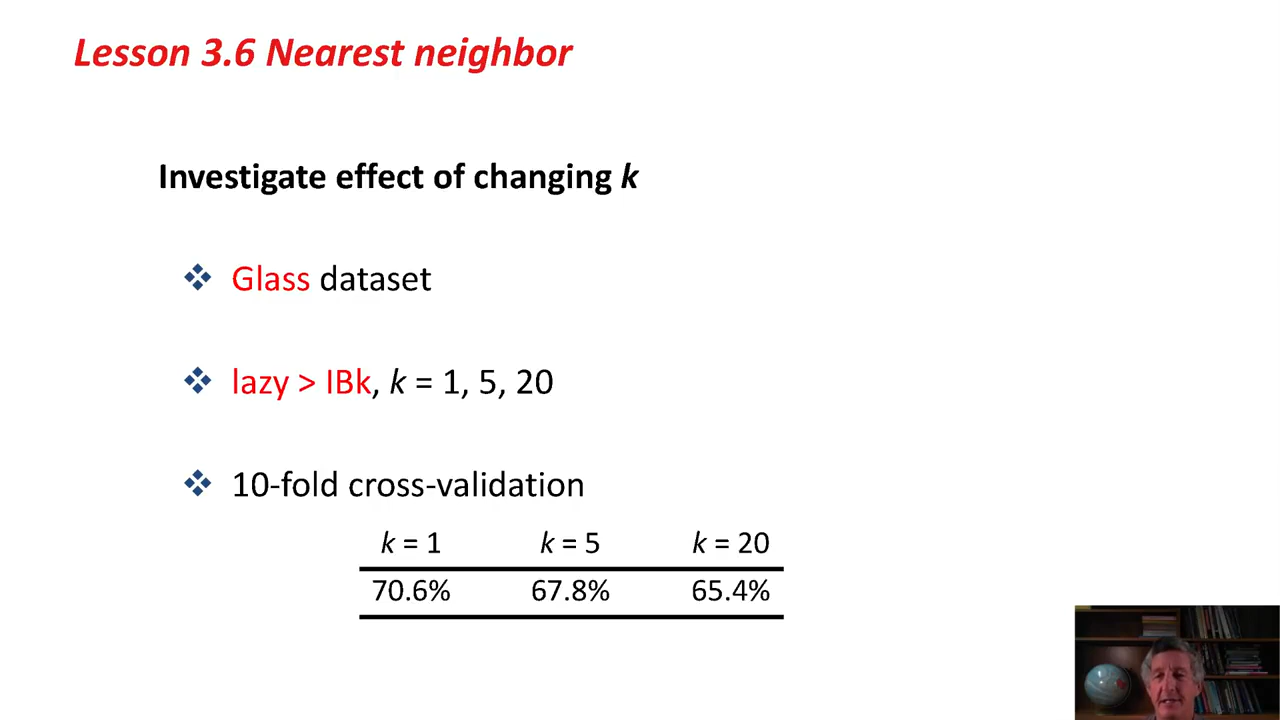 Lesson 3.6 Nearest neighbor
Investigate effect of changing k
Glass dataset
lazy > IBk, k = 1, 5, 20
10-fold cross-validation
k = 1 k = 5 k = 20
70.6% 67.8% 65.4%